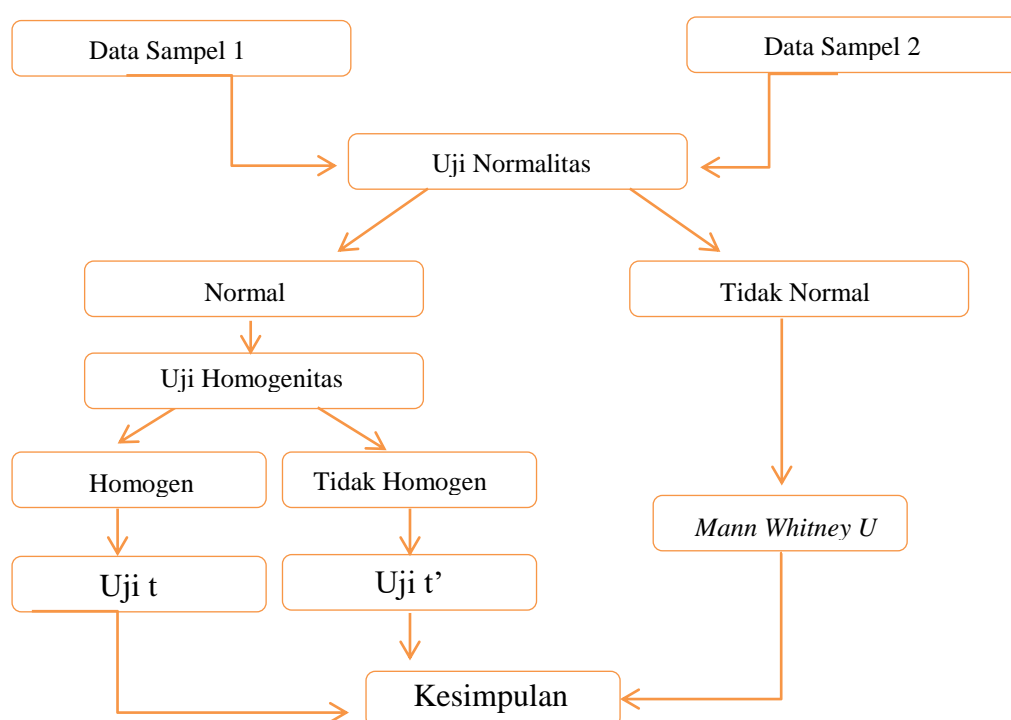 Data Sampel 1
Data Sampel 2
Uji Normalitas
Normal
Tidak Normal
Uji Homogenitas
Homogen
Tidak Homogen
Mann Whitney U
Uji t
Uji t’
Kesimpulan